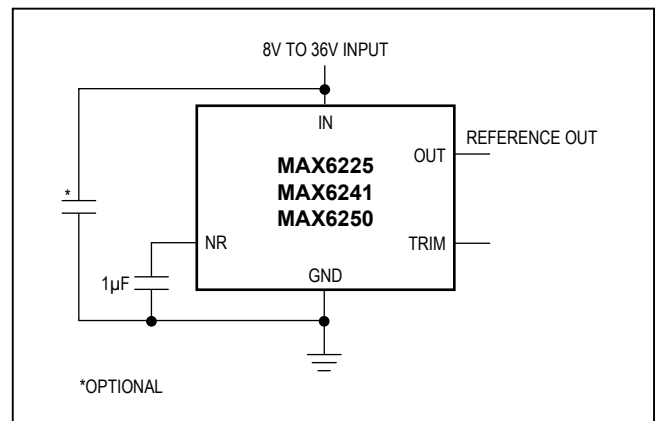 8V TO 36V INPUT
IN
OUT
REFERENCE OUT
MAX6225
MAX6241
MAX6250
*
NR
TRIM
1µF
GND
*OPTIONAL